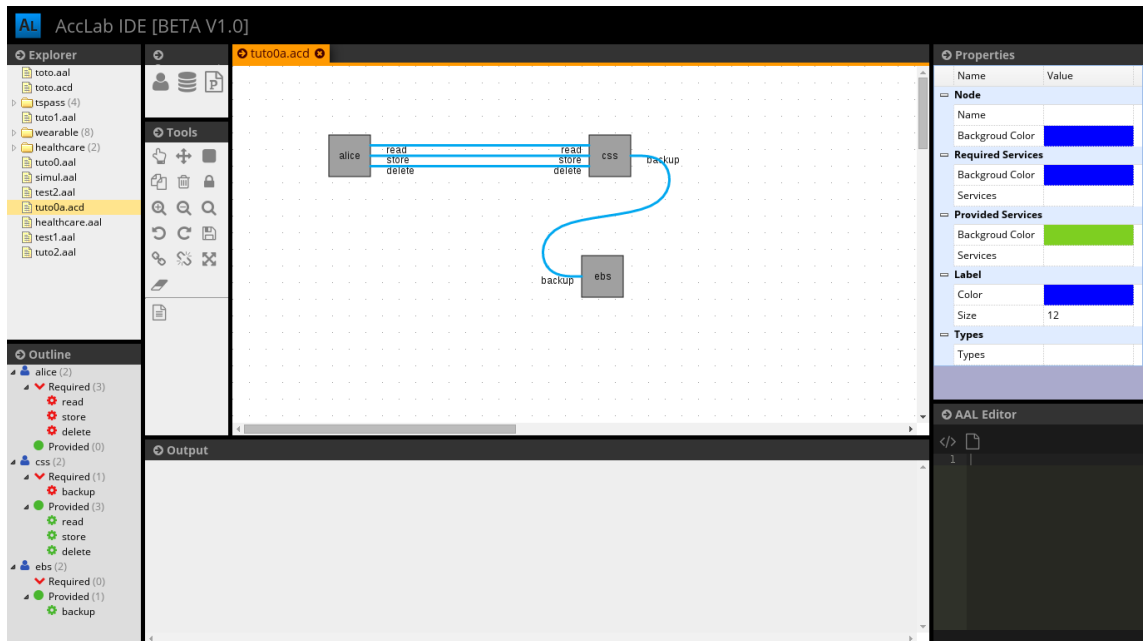 AL AccLab IDE [BETA V1.0]
Explorer
toto.aal
toto.acd
tspass (4)
tuto1.aal
wearable (8)
healthcare (2)
tuto0.aal
simul.aal
test2.aal
tuto0a.acd
healthcare.aal
test1.aal
tuto2.aal
Outline
alice (2)
Required (3)
read
store
delete
Provided (0)
css (2)
Required (1)
backup
Provided (3)
read
store
delete
ebs (2)
Required (0)
Provided (1)
backup
P
Tools
tuto0a.acd
alice
read
store
delete
read
store
delete
css
backup
backup
ebs
Output
Properties
Name Value
Node
Name
Backgroud Color
Required Services
Backgroud Color
Services
Provided Services
Backgroud Color
Services
Label
Color
Size 12
Types
Types
AAL Editor
</>
1